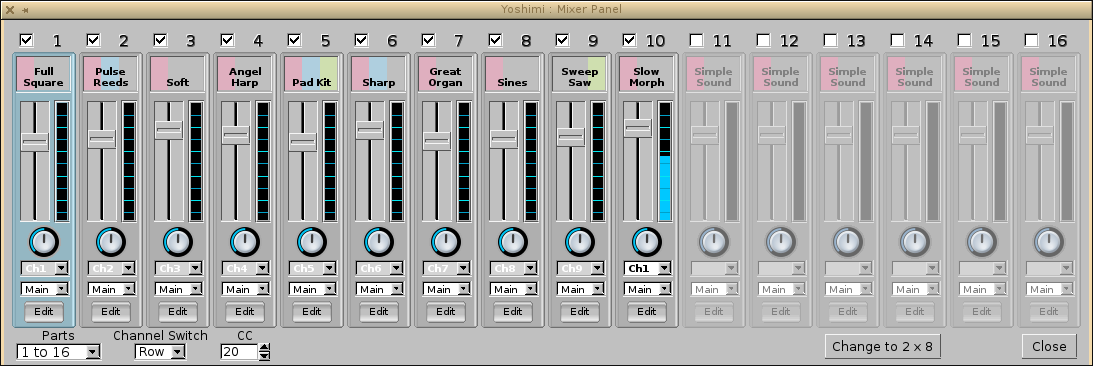 Yoshimi : Mixer Panel
1 2 3 4 5 6 7 8 9 10 11 12 13 14 15 16
Full Pulse Angel Great Sweep Slow Simple Simple Simple Simple Simple Simple
Square Reeds Soft Harp Pad Kit Sharp Organ Sines Saw Morph Sound Sound Sound Sound Sound Sound
Ch1 Ch2 Ch3 Ch4 Ch5 Ch6 Ch7 Ch8 Ch9 Ch1
Main Main Main Main Main Main Main Main Main Main Main Main Main Main Main Main
Edit Edit Edit Edit Edit Edit Edit Edit Edit Edit Edit Edit Edit Edit Edit Edit
Parts Channel Switch CC
1 to 16 Row 20 Change to 2 x 8 Close